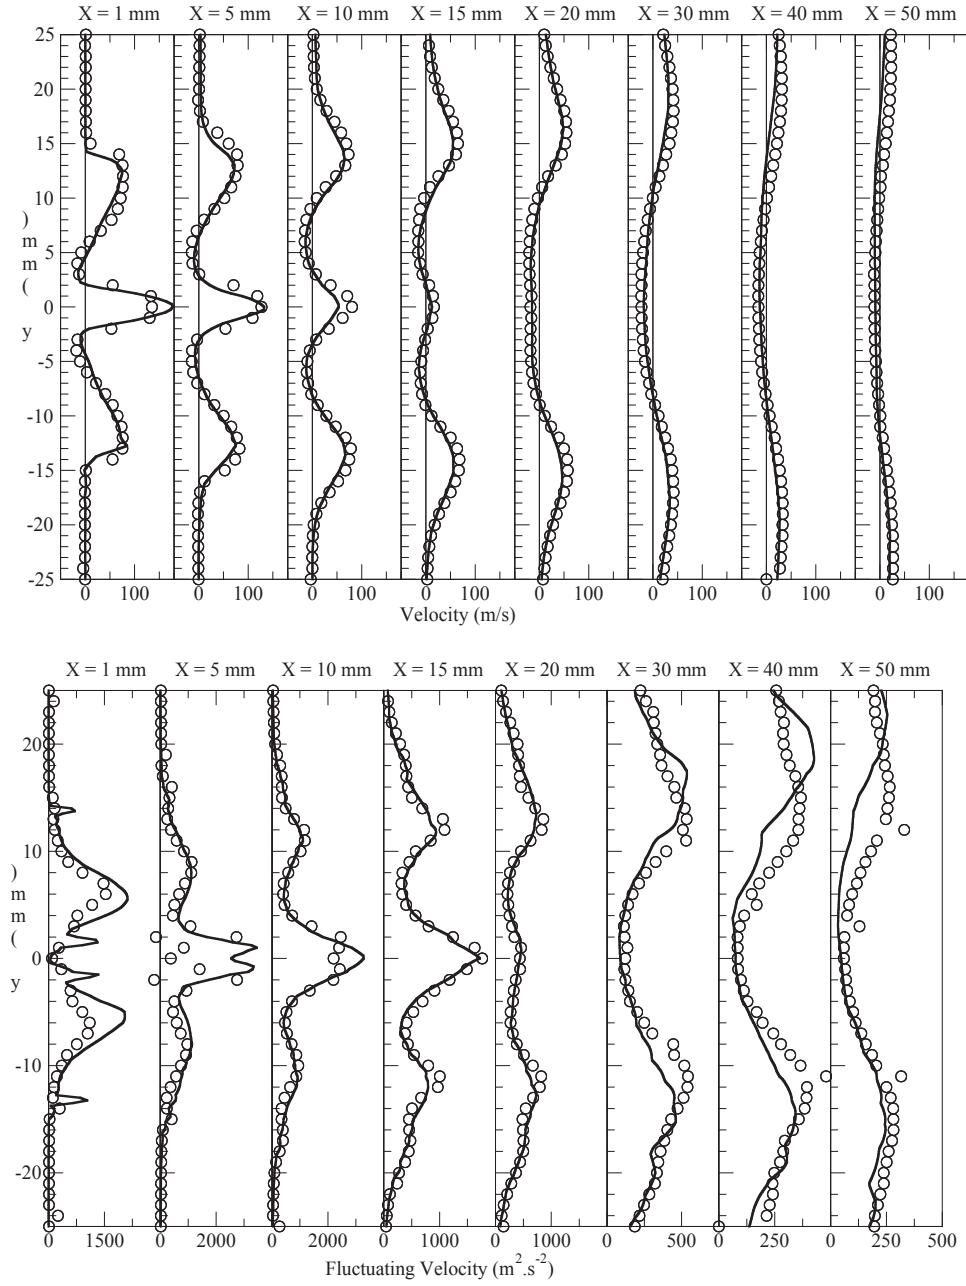 X = 1 mm X = 5 mm X = 10 mm X = 15 mm X = 20 mm X = 30 mm X = 40 mm X = 50 mm
25
20
15
10
5
0
-5
-10
-15
-20
-25
y (mm)
0 100 0 100 0 100 0 100 0 100 0 100 0 100 0 100
Velocity (m/s)
X = 1 mm X = 5 mm X = 10 mm X = 15 mm X = 20 mm X = 30 mm X = 40 mm X = 50 mm
20
10
0
-10
-20
y (mm)
0 1500 0 2000 0 2000 0 1000 0 2000 0 500 0 250 0 250 500
Fluctuating Velocity (m².s⁻²)